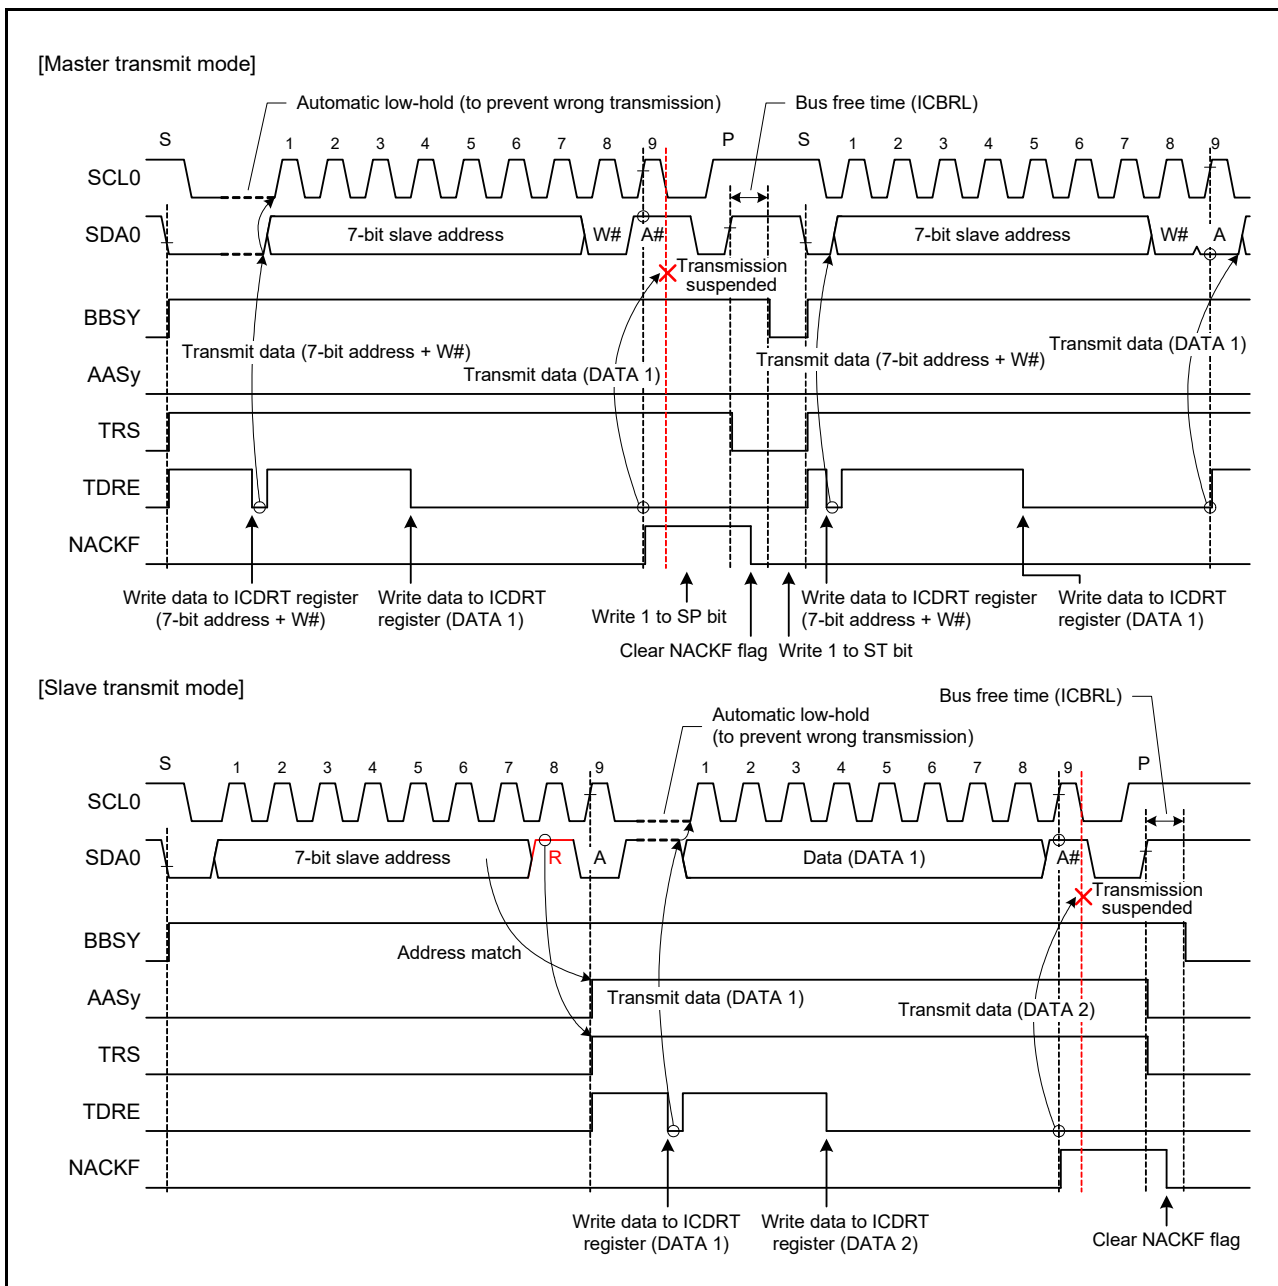 [Master transmit mode]
Automatic low-hold (to prevent wrong transmission)
Bus free time (ICBRL)
S 1 2 3 4 5 6 7 8 9 P S 1 2 3 4 5 6 7 8 9
SCL0
SDA0 7-bit slave address W# A# 7-bit slave address W# A
Transmission
suspended
BBSY
Transmit data (7-bit address + W#)
Transmit data (DATA 1)
Transmit data (7-bit address + W#)
Transmit data (DATA 1)
AASy
TRS
TDRE
NACKF
Write data to ICDRT register
(7-bit address + W#)
Write data to ICDRT
register (DATA 1)
Write 1 to SP bit
Clear NACKF flag
Write 1 to ST bit
Write data to ICDRT register
(7-bit address + W#)
Write data to ICDRT
register (DATA 1)
[Slave transmit mode]
Automatic low-hold
(to prevent wrong transmission)
Bus free time (ICBRL)
S 1 2 3 4 5 6 7 8 9 1 2 3 4 5 6 7 8 9 P
SCL0
SDA0 7-bit slave address R A Data (DATA 1) A#
Transmission
suspended
BBSY
Address match
AASy
Transmit data (DATA 1)
Transmit data (DATA 2)
TRS
TDRE
NACKF
Write data to ICDRT
register (DATA 1)
Write data to ICDRT
register (DATA 2)
Clear NACKF flag